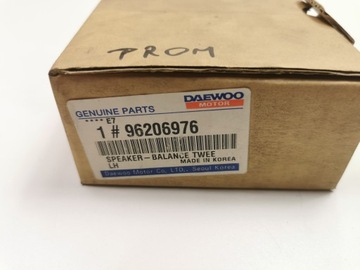 PROM
DAEWOO
MOTOR
GENUINE PARTS
****E7
1 # 96206976
SPEAKER-BALANCE TWEE
LH MADE IN KOREA
Daewoo Motor Co, Ltd., Seoul Korea